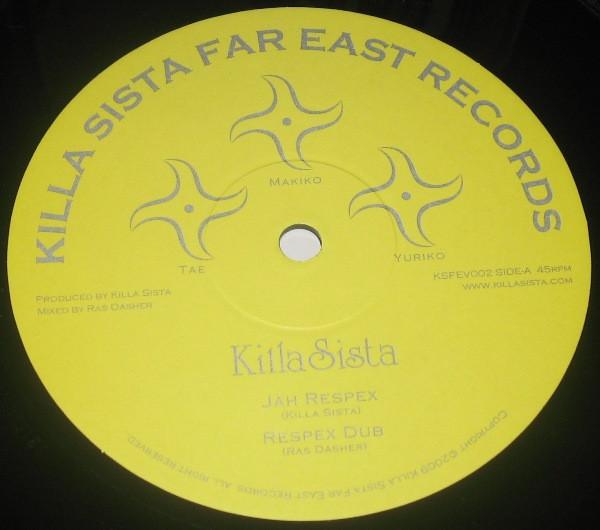 KILLA SISTA FAR EAST RECORDS
MAKIKO
TAE
YURIKO
PRODUCED BY KILLA SISTA
MIXED BY RAS DASHER
KSFEV002 SIDE-A 45RPM
WWW.KILLASISTA.COM
KillaSista
JAH RESPEX
(KILLA SISTA)
RESPEX DUB
(RAS DASHER)
COPYRIGHT ©2009 KILLA SISTA FAR EAST RECORDS. ALL RIGHT RESERVED.